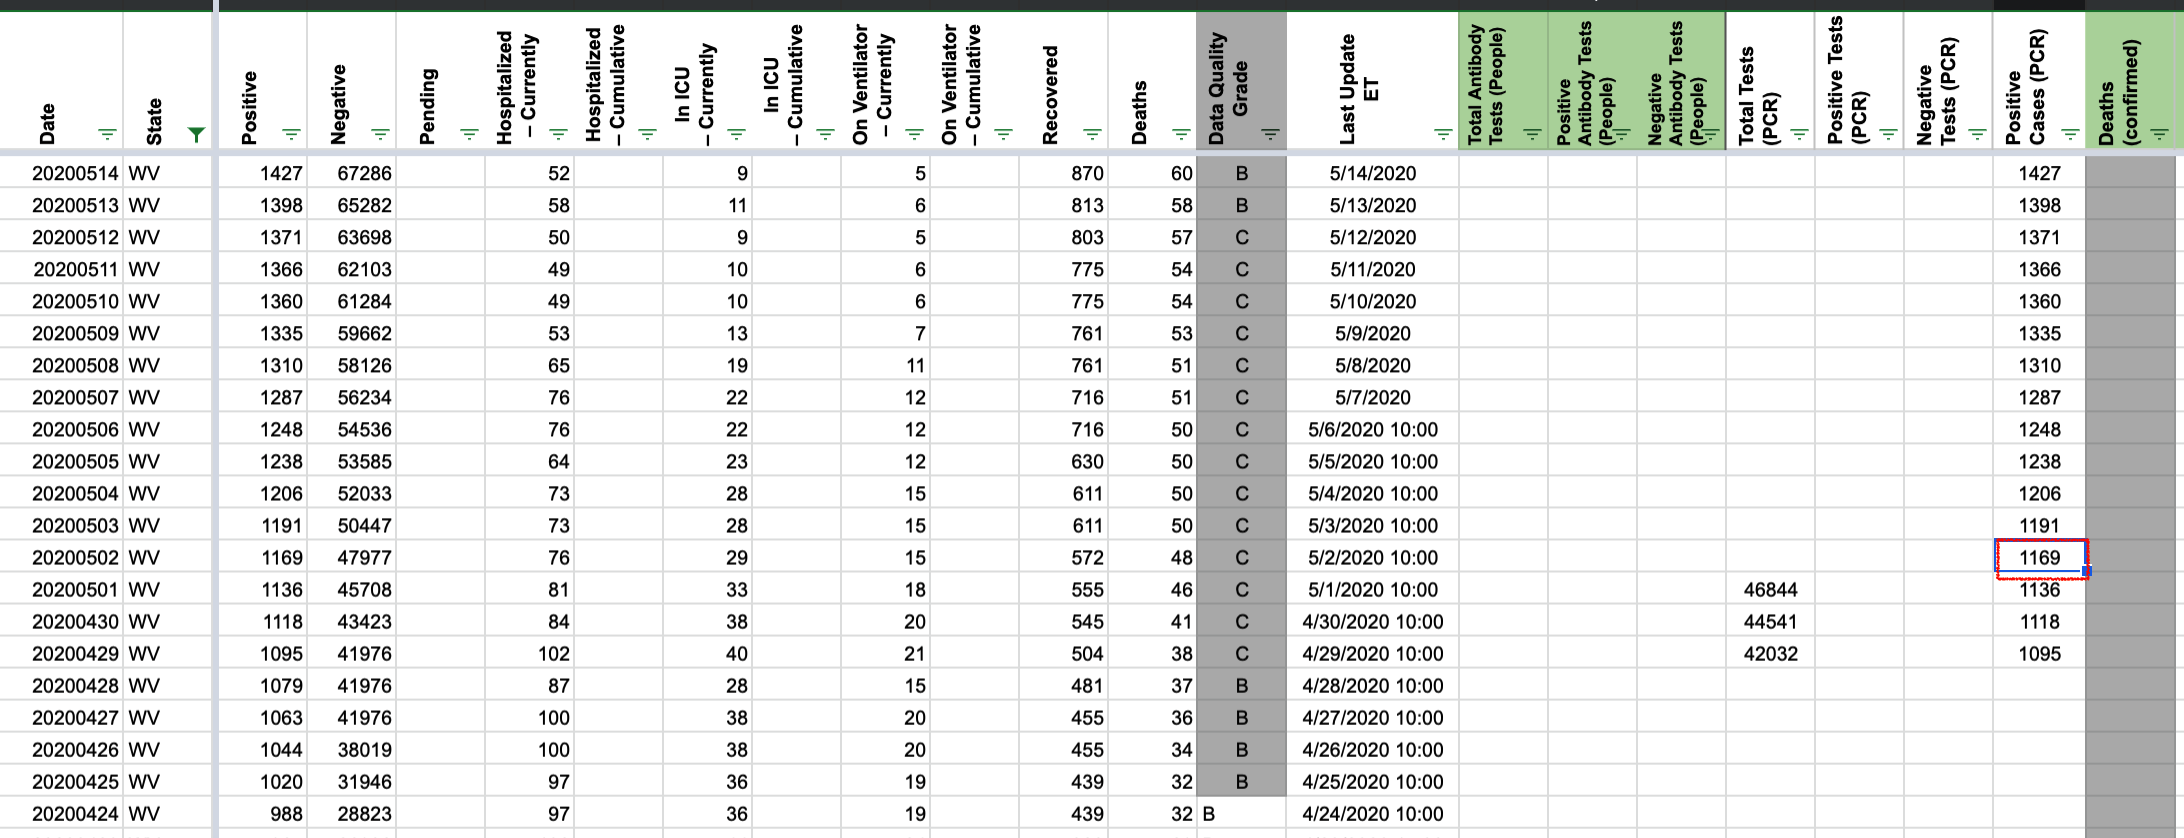 Date State Positive Negative Pending Hospitalized – Currently Hospitalized – Cumulative In ICU – Currently In ICU – Cumulative On Ventilator – Currently On Ventilator – Cumulative Recovered Deaths Data Quality Grade Last Update ET Total Antibody Tests (People) Positive Antibody Tests (People) Negative Antibody Tests (People) Total Tests (PCR) Positive Tests (PCR) Negative Tests (PCR) Positive Cases (PCR) Deaths (confirmed)
20200514 WV 1427 67286 52 9 5 870 60 B 5/14/2020 1427
20200513 WV 1398 65282 58 11 6 813 58 B 5/13/2020 1398
20200512 WV 1371 63698 50 9 5 803 57 C 5/12/2020 1371
20200511 WV 1366 62103 49 10 6 775 54 C 5/11/2020 1366
20200510 WV 1360 61284 49 10 6 775 54 C 5/10/2020 1360
20200509 WV 1335 59662 53 13 7 761 53 C 5/9/2020 1335
20200508 WV 1310 58126 65 19 11 761 51 C 5/8/2020 1310
20200507 WV 1287 56234 76 22 12 716 51 C 5/7/2020 1287
20200506 WV 1248 54536 76 22 12 716 50 C 5/6/2020 10:00 1248
20200505 WV 1238 53585 64 23 12 630 50 C 5/5/2020 10:00 1238
20200504 WV 1206 52033 73 28 15 611 50 C 5/4/2020 10:00 1206
20200503 WV 1191 50447 73 28 15 611 50 C 5/3/2020 10:00 1191
20200502 WV 1169 47977 76 29 15 572 48 C 5/2/2020 10:00 1169
20200501 WV 1136 45708 81 33 18 555 46 C 5/1/2020 10:00 46844 1136
20200430 WV 1118 43423 84 38 20 545 41 C 4/30/2020 10:00 44541 1118
20200429 WV 1095 41976 102 40 21 504 38 C 4/29/2020 10:00 42032 1095
20200428 WV 1079 41976 87 28 15 481 37 B 4/28/2020 10:00
20200427 WV 1063 41976 100 38 20 455 36 B 4/27/2020 10:00
20200426 WV 1044 38019 100 38 20 455 34 B 4/26/2020 10:00
20200425 WV 1020 31946 97 36 19 439 32 B 4/25/2020 10:00
20200424 WV 988 28823 97 36 19 439 32 B 4/24/2020 10:00